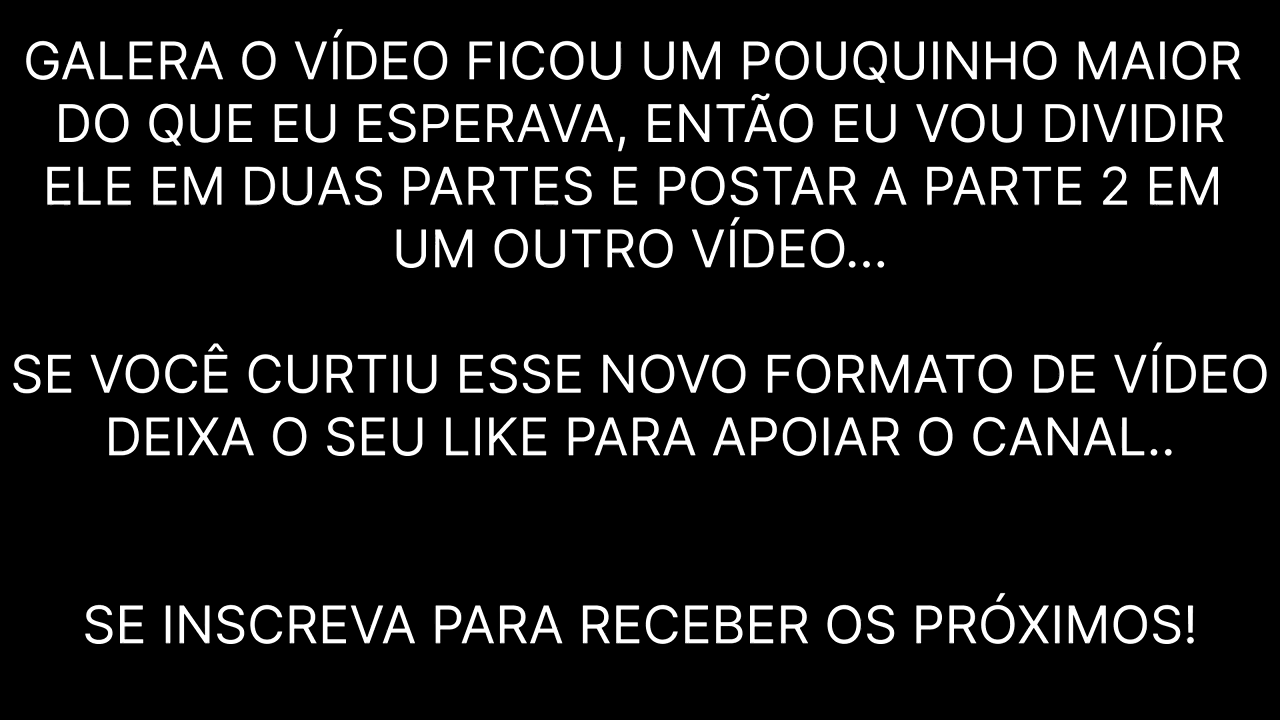 GALERA O VÍDEO FICOU UM POUQUINHO MAIOR
DO QUE EU ESPERAVA, ENTÃO EU VOU DIVIDIR
ELE EM DUAS PARTES E POSTAR A PARTE 2 EM
UM OUTRO VÍDEO...
SE VOCÊ CURTIU ESSE NOVO FORMATO DE VÍDEO
DEIXA O SEU LIKE PARA APOIAR O CANAL..
SE INSCREVA PARA RECEBER OS PRÓXIMOS!